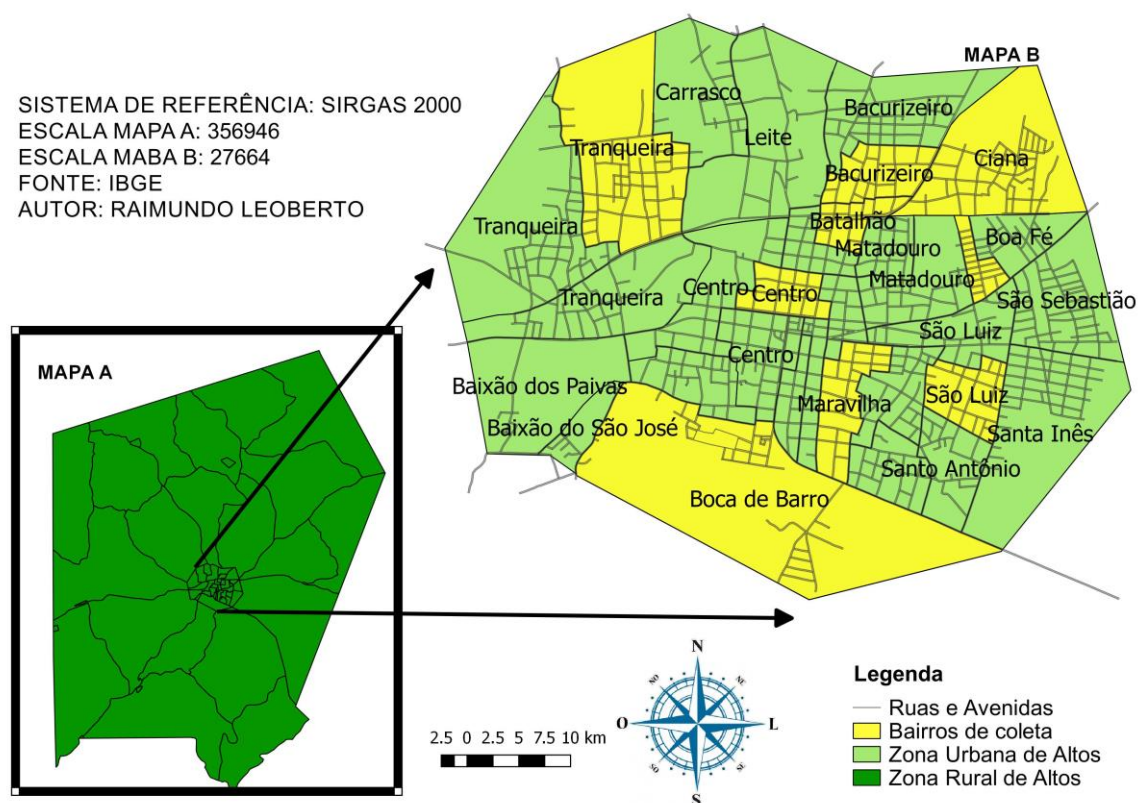 SISTEMA DE REFERÊNCIA: SIRGAS 2000
ESCALA MAPA A: 356946
ESCALA MABA B: 27664
FONTE: IBGE
AUTOR: RAIMUNDO LEOBERTO
MAPA B
Carrasco
Bacurizeiro
Leite
Tranqueira
Ciana
Bacurizeiro
Batalhão
Tranqueira
Matadouro
Boa Fé
Matadouro
Centro
Centro
Tranqueira
São Sebastião
São Luiz
Centro
Baixão dos Paivas
Maravilha
São Luiz
Baixão do São José
Santa Inês
Santo Antônio
Boca de Barro
MAPA A
N
NO
NE
O
L
SO
SE
S
2.5 0 2.5 5 7.5 10 km
Legenda
Ruas e Avenidas
Bairros de coleta
Zona Urbana de Altos
Zona Rural de Altos